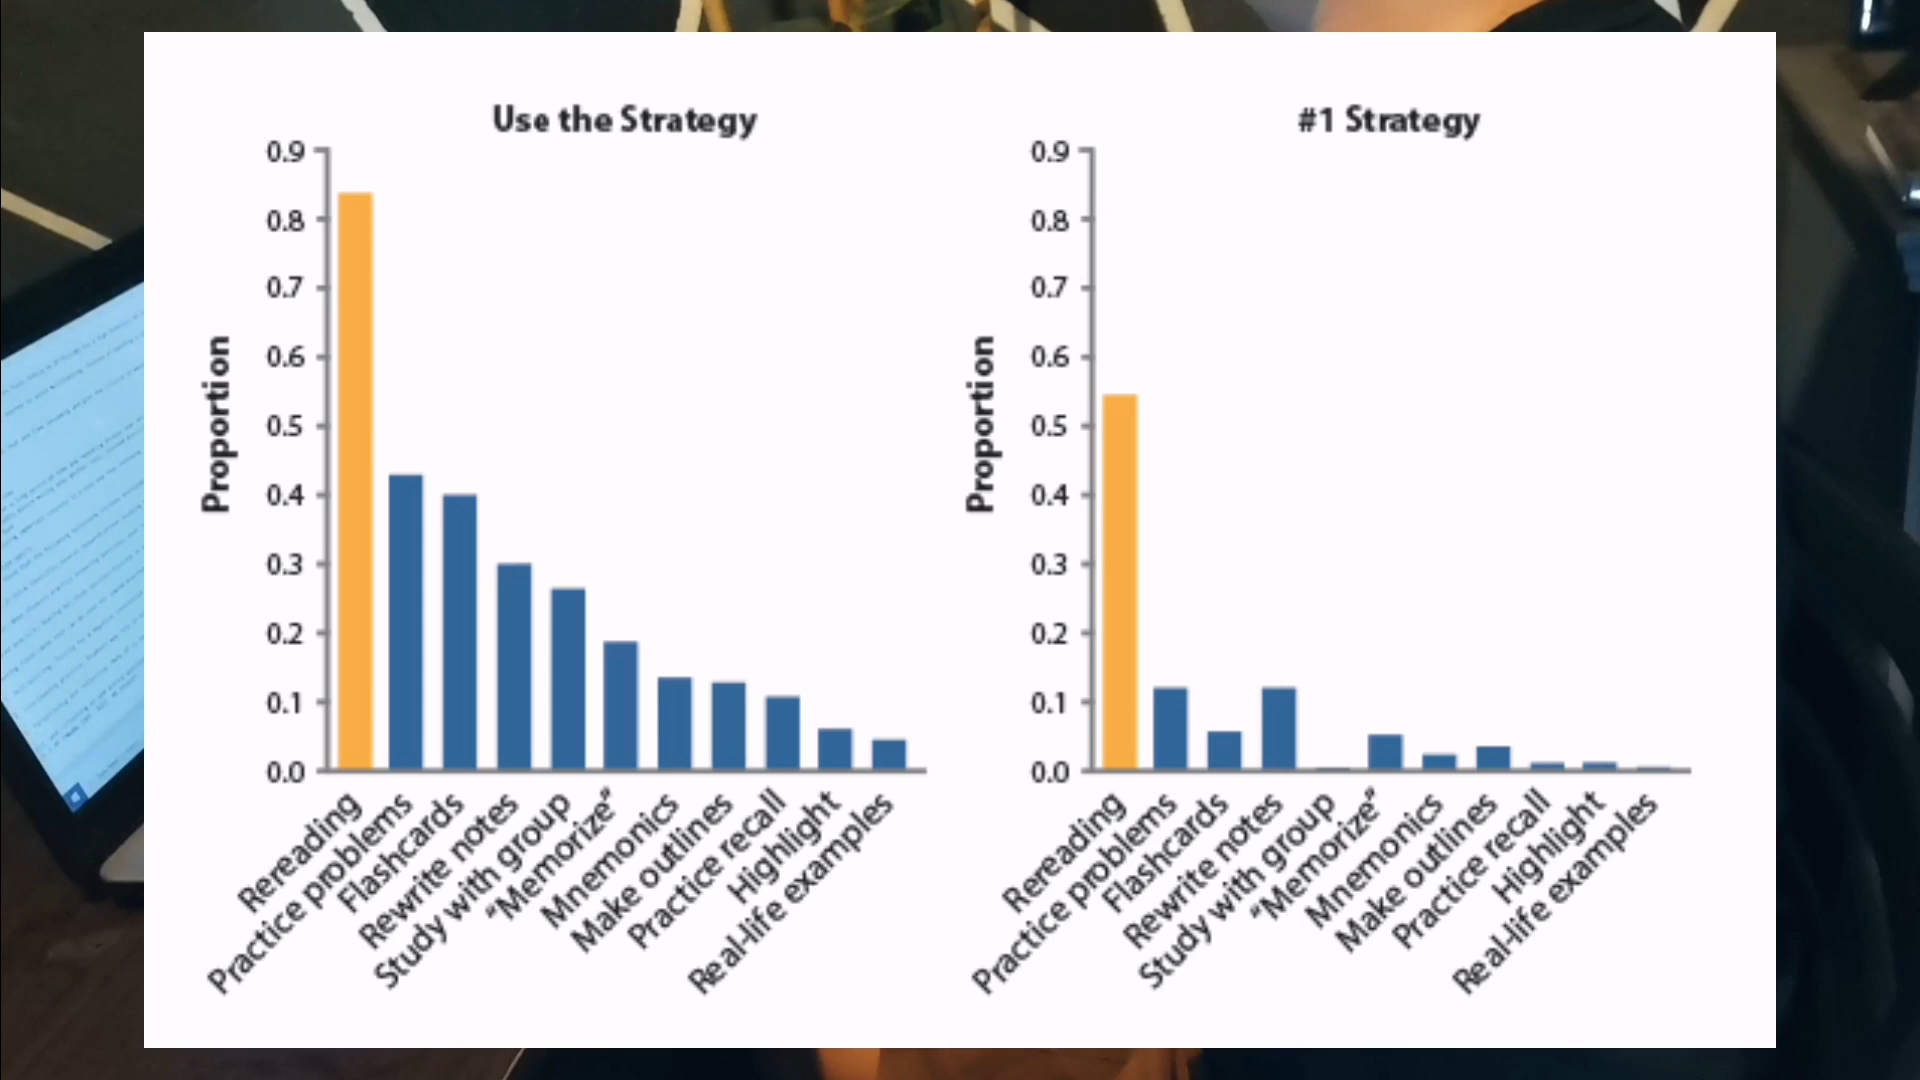 Use the Strategy
Proportion
0.9
0.8
0.7
0.6
0.5
0.4
0.3
0.2
0.1
0.0
Rereading
Practice problems
Flashcards
Rewrite notes
Study with group
“Memorize”
Mnemonics
Make outlines
Practice recall
Highlight
Real-life examples
#1 Strategy
Proportion
0.9
0.8
0.7
0.6
0.5
0.4
0.3
0.2
0.1
0.0
Rereading
Practice problems
Flashcards
Rewrite notes
Study with group
“Memorize”
Mnemonics
Make outlines
Practice recall
Highlight
Real-life examples